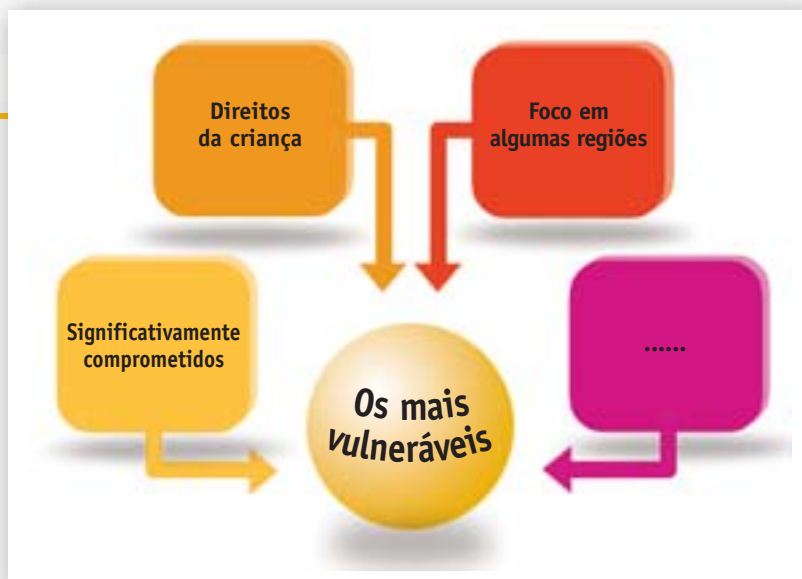 Direitos
da criança
Foco em
algumas regiões
Significativamente
comprometidos
......
Os mais
vulneráveis